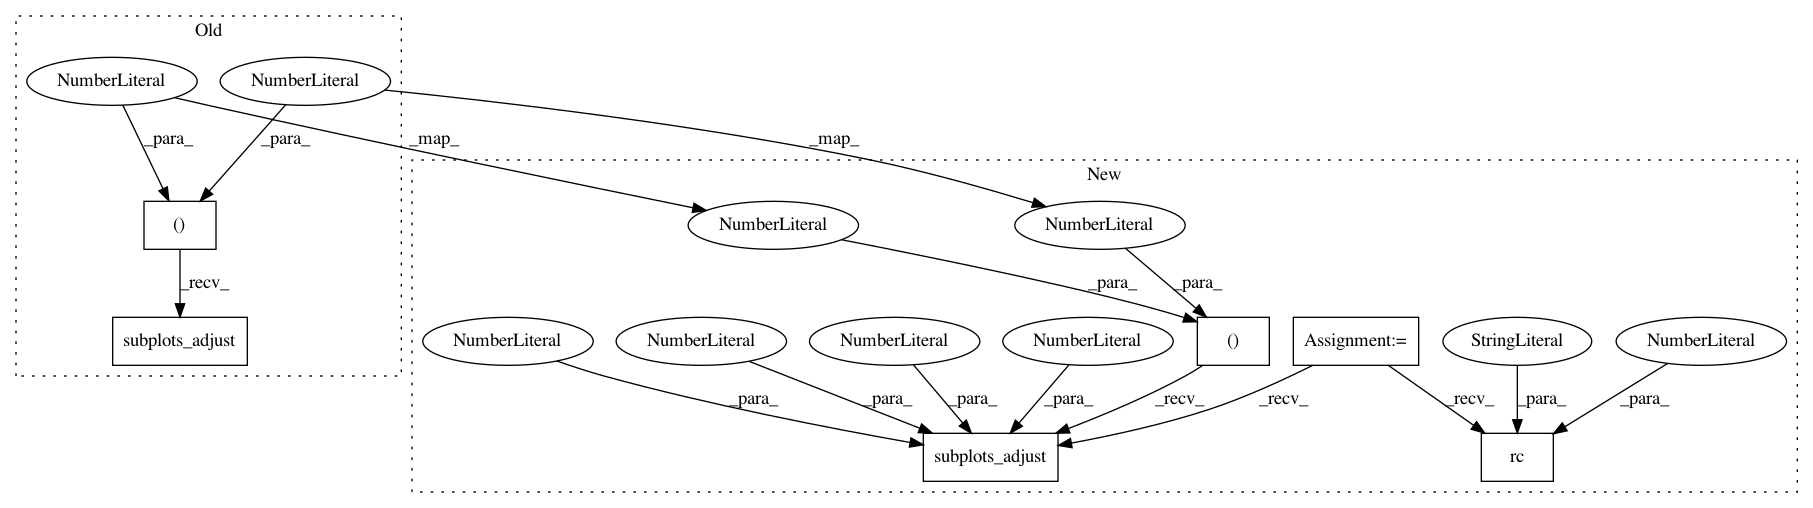 Old
NumberLiteral NumberLiteral
_para_ _para_ _map_ _map_
New
() NumberLiteral NumberLiteral
_recv_ _para_ _para_
subplots_adjust NumberLiteral NumberLiteral NumberLiteral NumberLiteral () Assignment:= StringLiteral NumberLiteral
_para_ _para_ _para_ _para_ _recv_ _recv_ _recv_ _para_ _para_
subplots_adjust rc